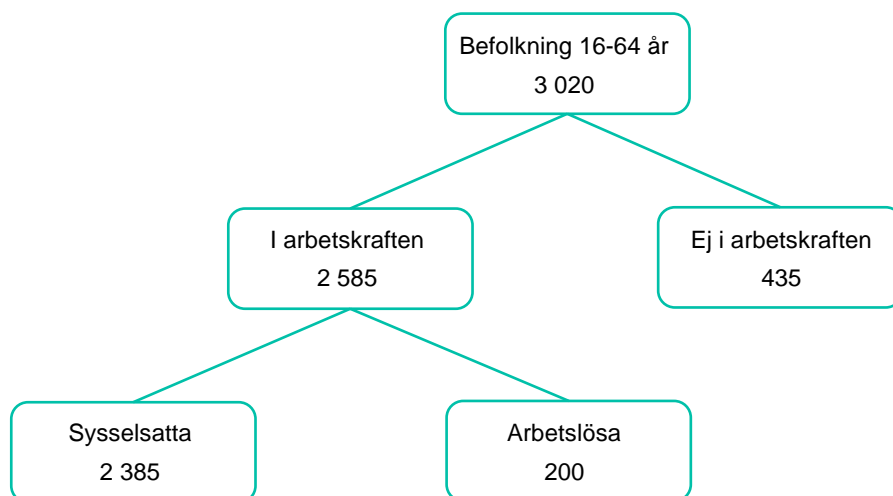 Befolkning 16-64 år
3 020
I arbetskraften
2 585
Ej i arbetskraften
435
Sysselsatta
2 385
Arbetslösa
200